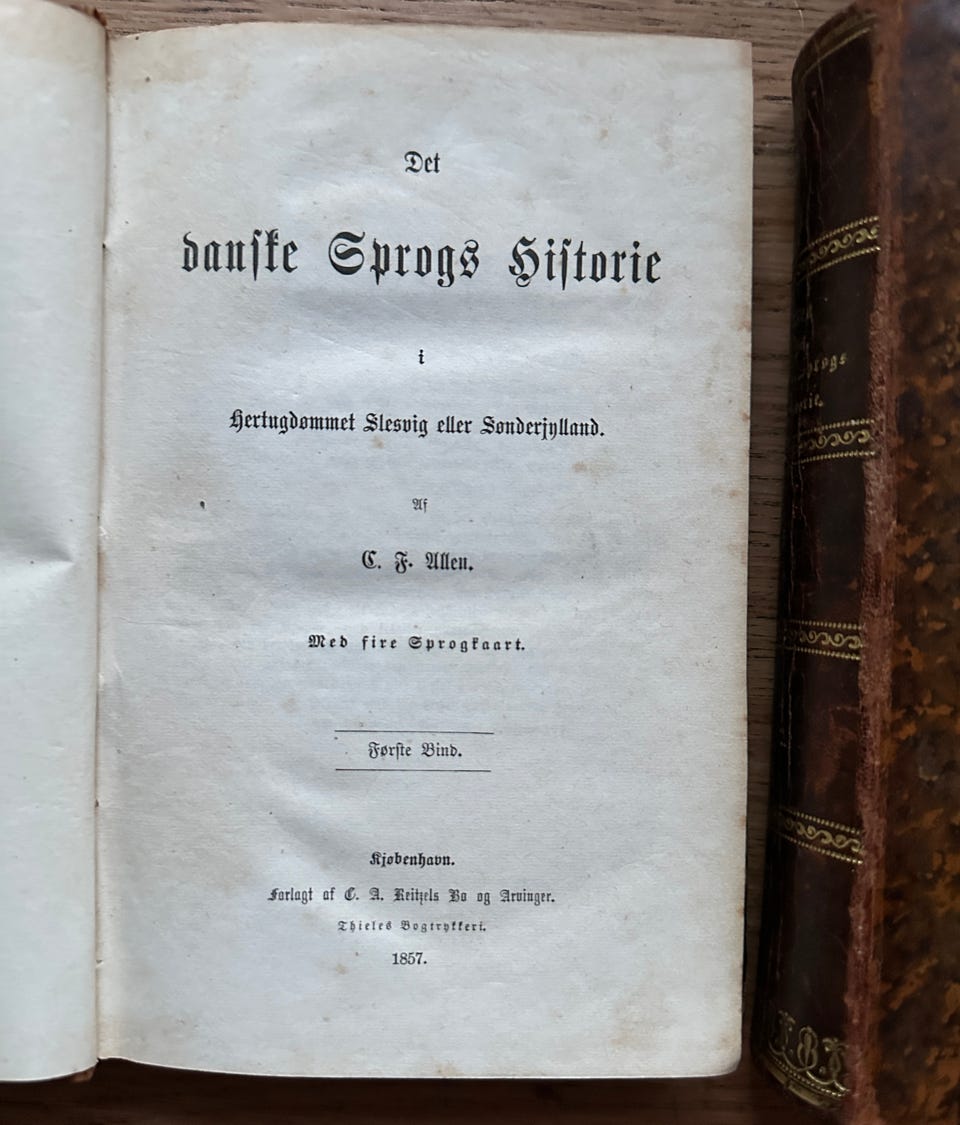 Det
danske Sprogs Historie
i
Hertugdømmet Slesvig eller Sønderjylland.
Af
C. F. Allen.
Med fire Sprogkaart.
Første Bind.
Kjøbenhavn.
Forlagt af C. A. Reitzels Bo og Arvinger.
Thieles Bogtrykkeri.
1857.